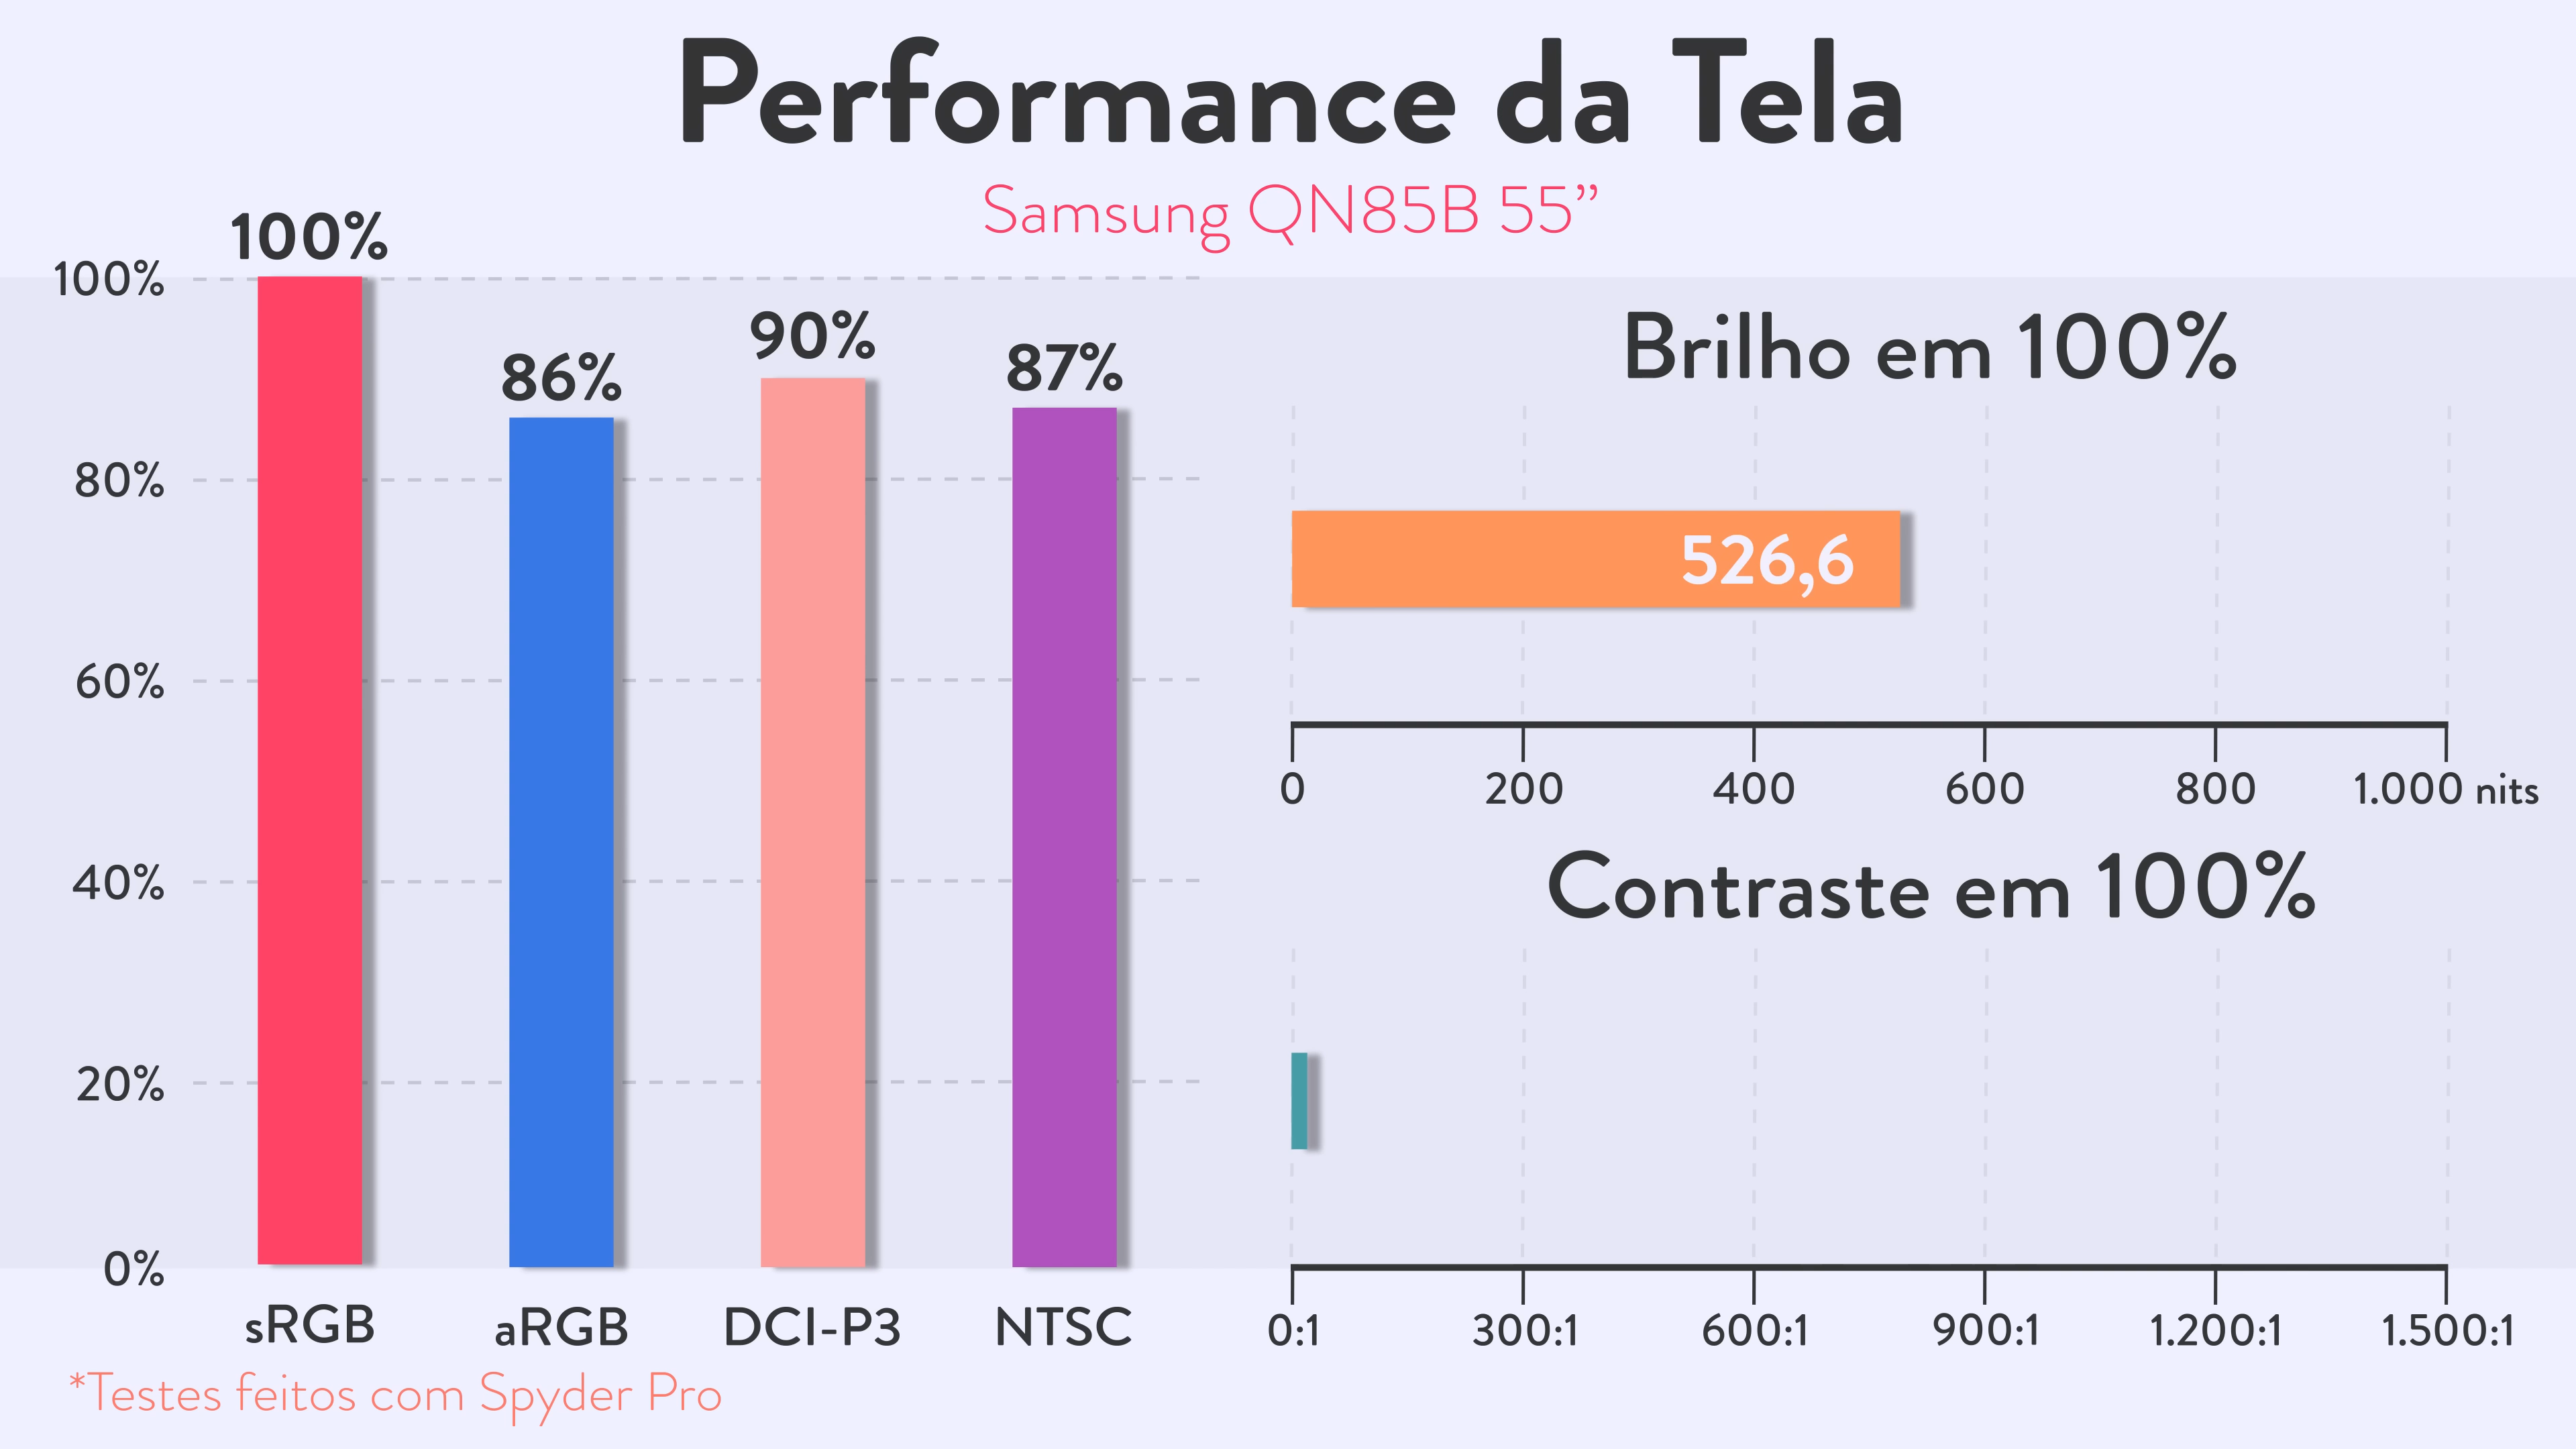 Performance da Tela
Samsung QN85B 55”
100%
86%
90%
87%
100%
80%
60%
40%
20%
0%
sRGB aRGB DCI-P3 NTSC
*Testes feitos com Spyder Pro
Brilho em 100%
526,6
0 200 400 600 800 1.000 nits
Contraste em 100%
0:1 300:1 600:1 900:1 1.200:1 1.500:1